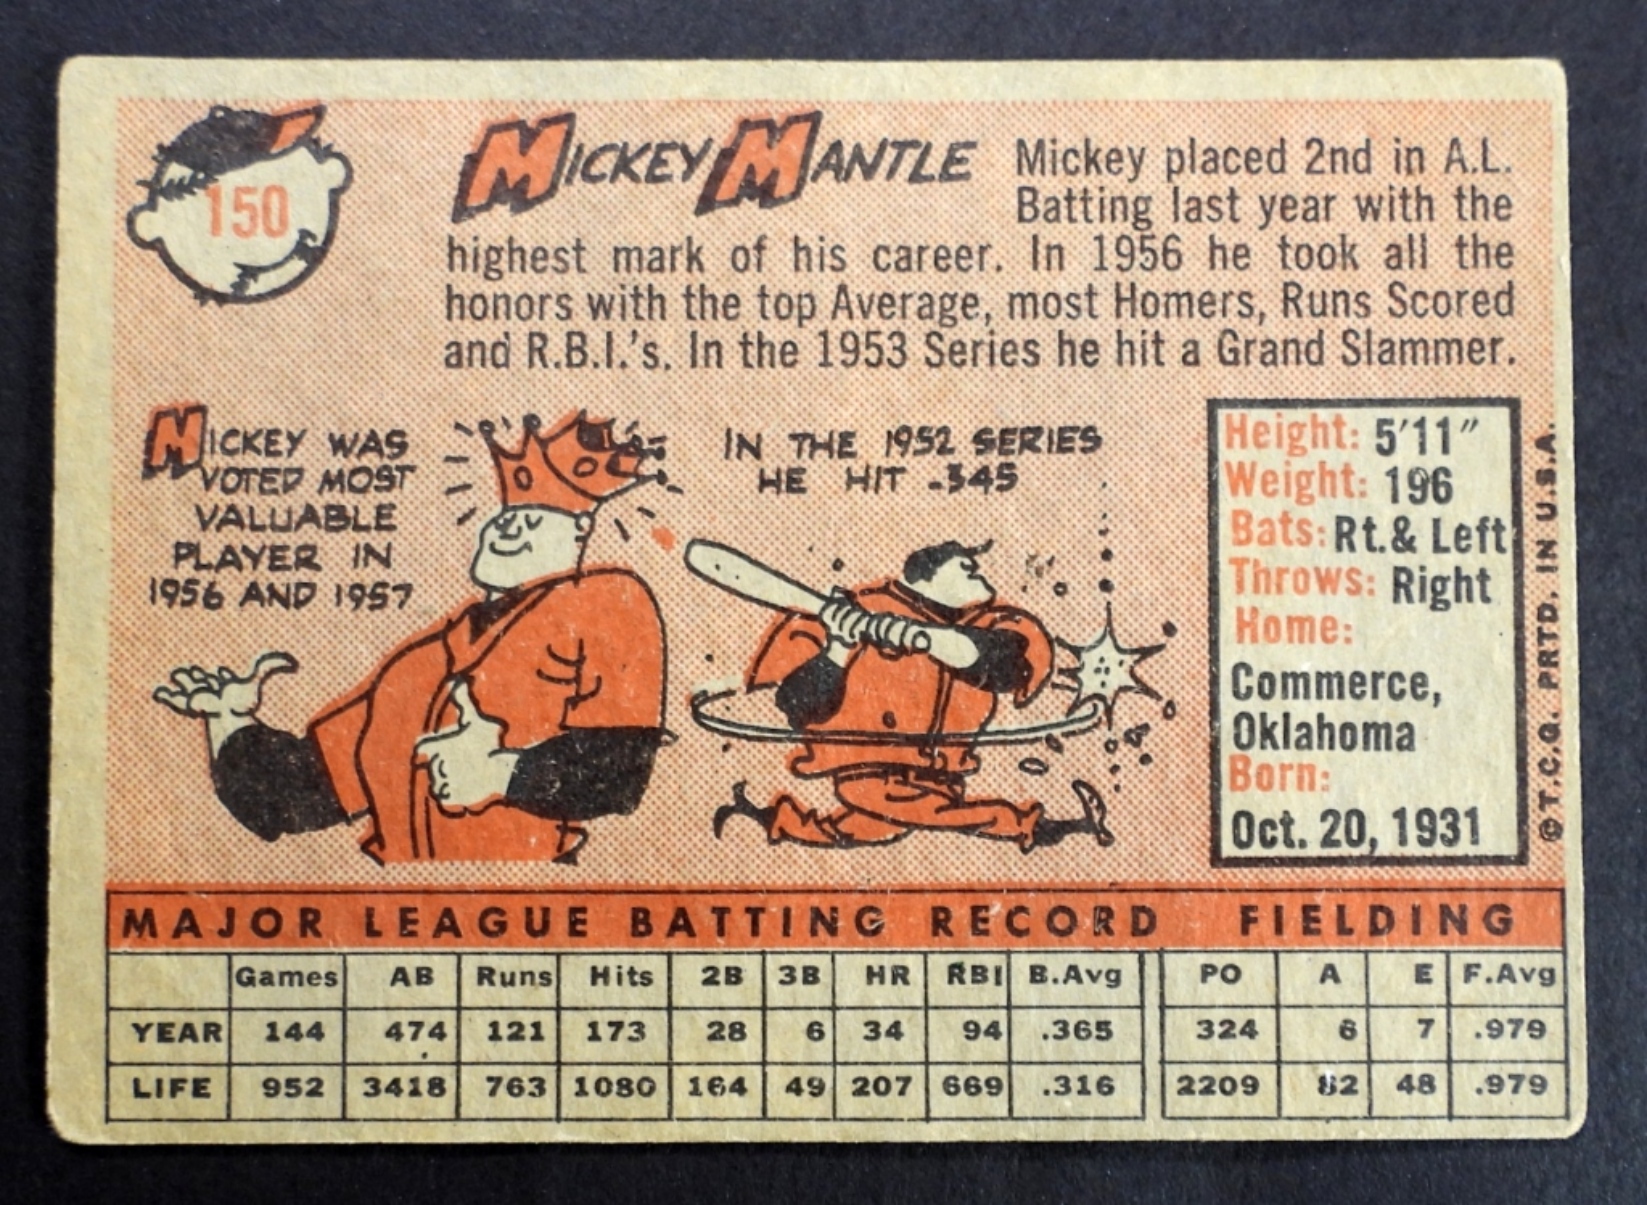 150
MICKEY MANTLE
Mickey placed 2nd in A.L.
Batting last year with the
highest mark of his career. In 1956 he took all the
honors with the top Average, most Homers, Runs Scored
and R.B.I.'s. In the 1953 Series he hit a Grand Slammer.
MICKEY WAS
VOTED MOST
VALUABLE
PLAYER IN
1956 AND 1957
IN THE 1952 SERIES
HE HIT .345
Height: 5'11"
Weight: 196
Bats: Rt. & Left
Throws: Right
Home:
Commerce,
Oklahoma
Born:
Oct. 20, 1931
© T.C.G. PRTD. IN U.S.A.
MAJOR LEAGUE BATTING RECORD FIELDING
Games AB Runs Hits 2B 3B HR RBI B.Avg PO A E F.Avg
YEAR 144 474 121 173 28 6 34 94 .365 324 6 7 .979
LIFE 952 3418 763 1080 164 49 207 669 .316 2209 82 48 .979